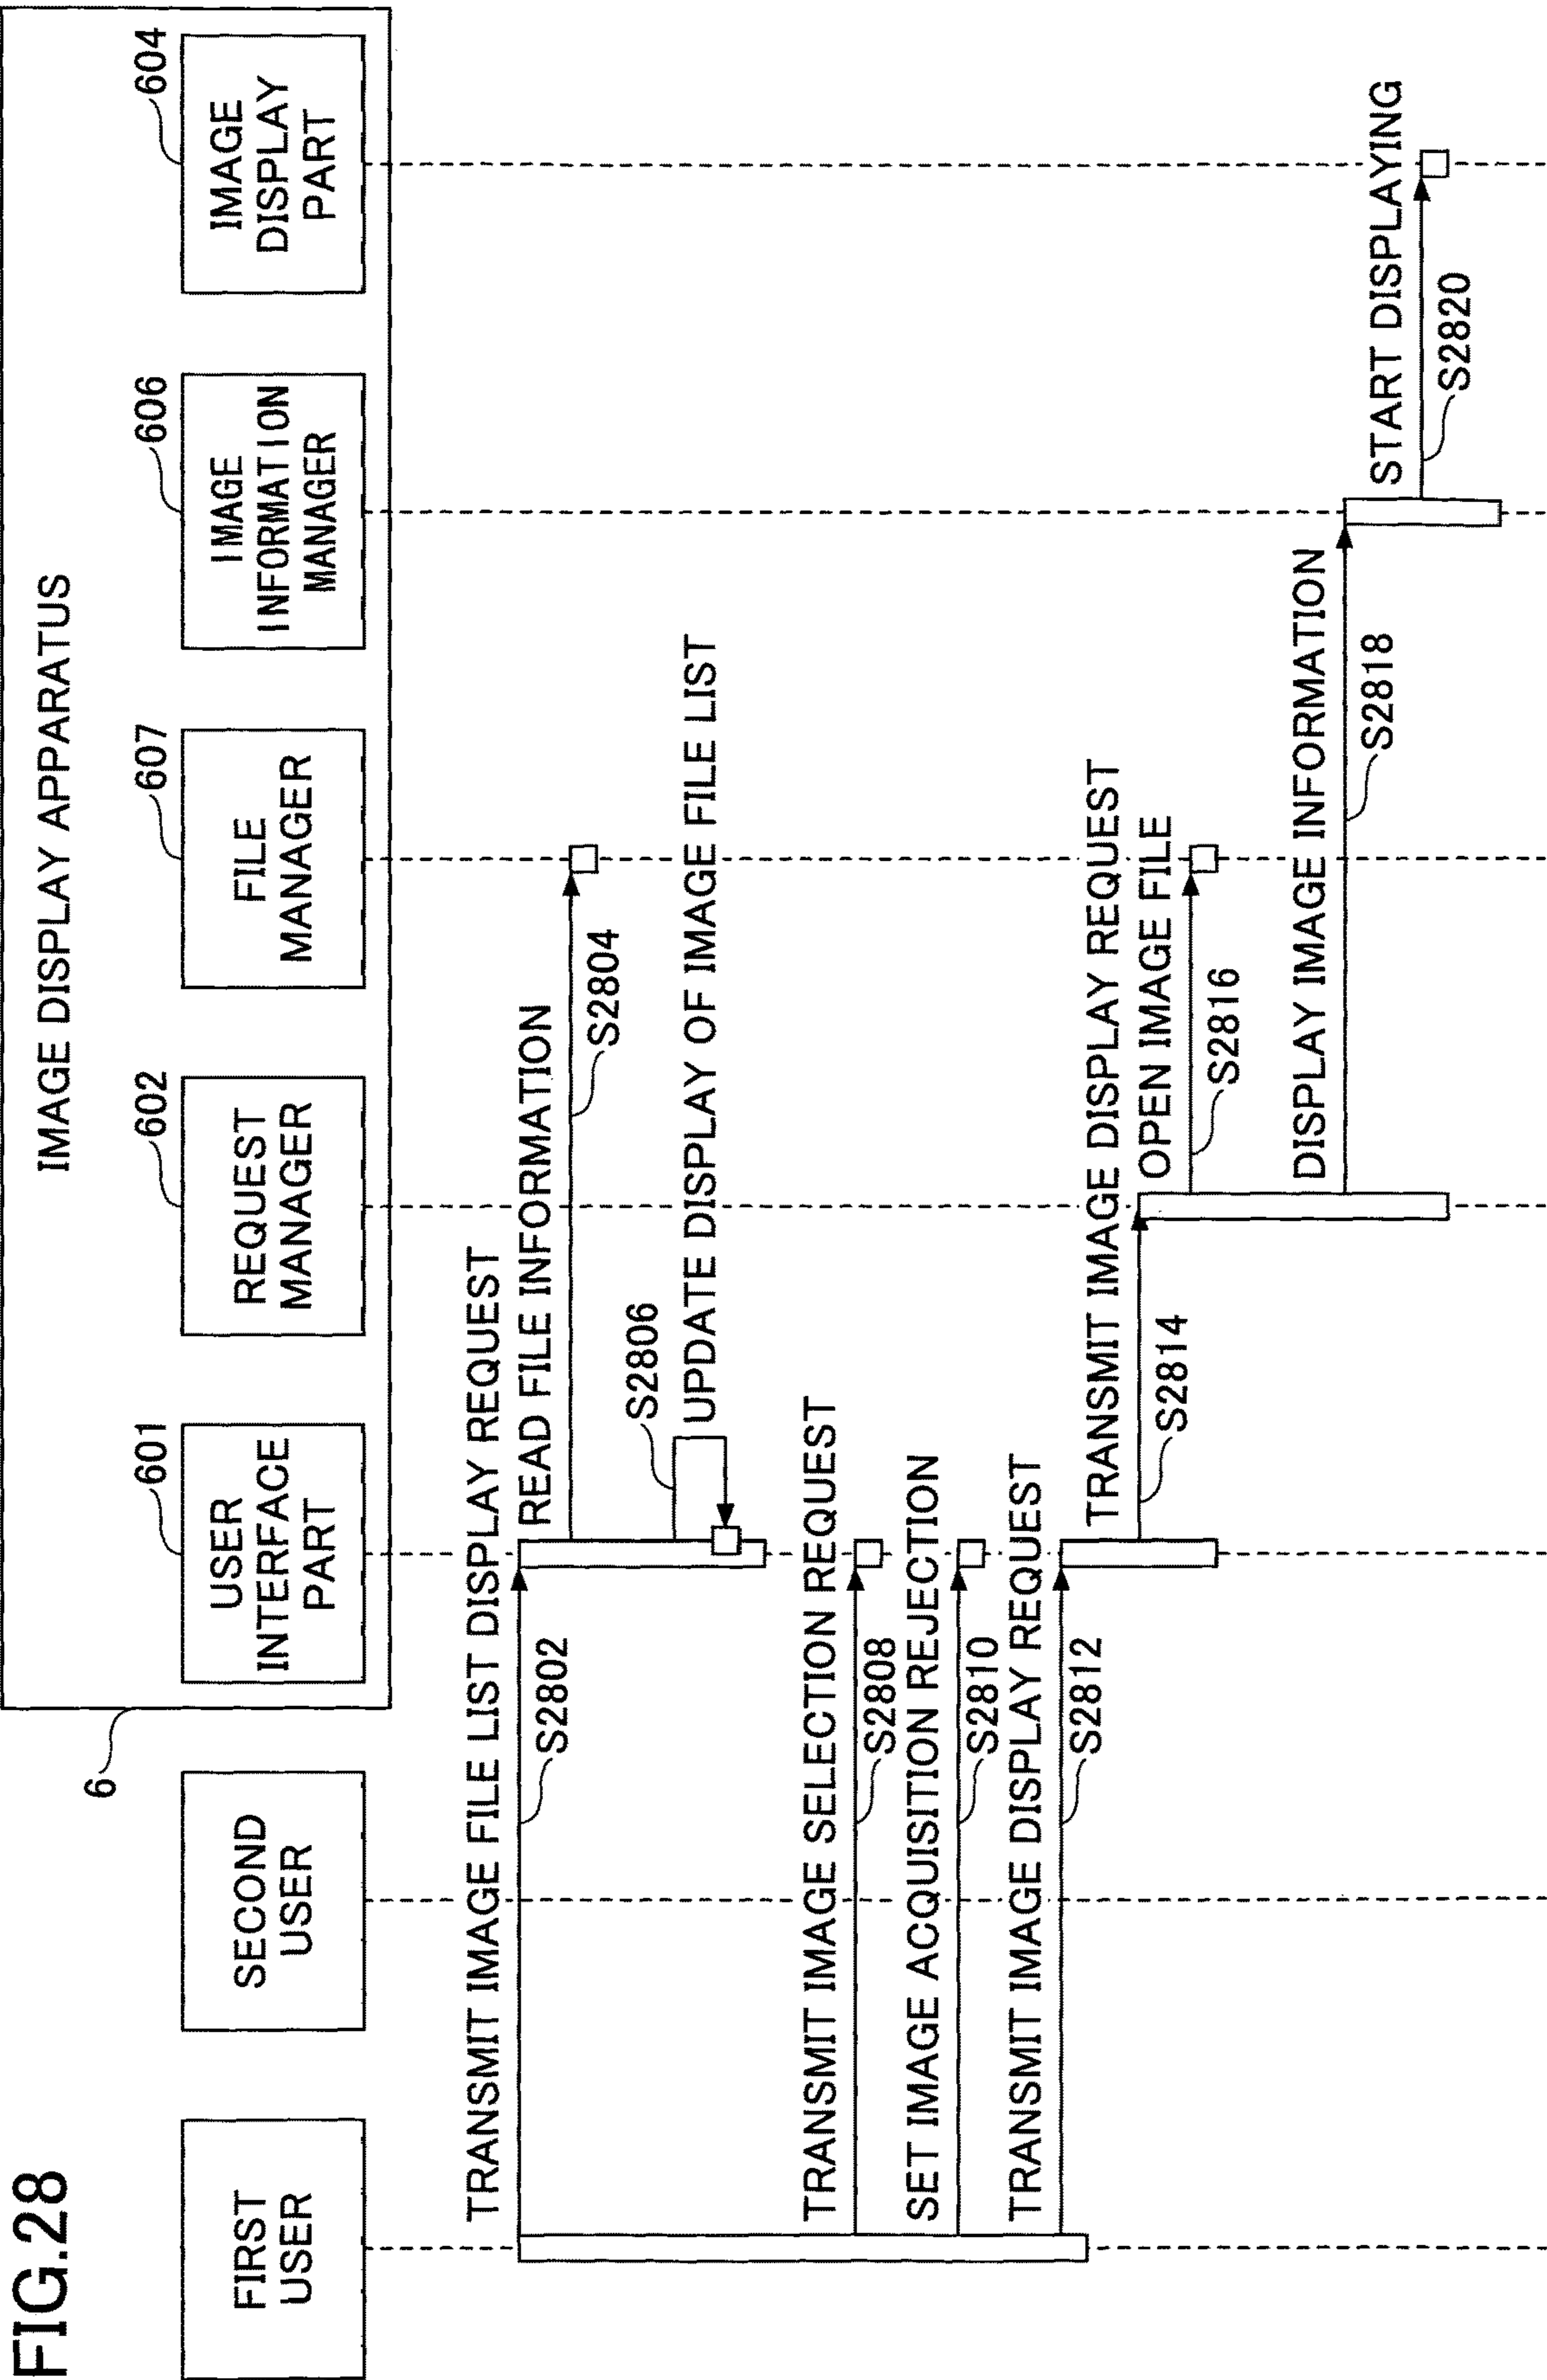 FIG.28
IMAGE DISPLAY APPARATUS
6
601
602
607
606
604
FIRST
USER
SECOND
USER
USER
INTERFACE
PART
REQUEST
MANAGER
FILE
MANAGER
IMAGE
INFORMATION
MANAGER
IMAGE
DISPLAY
PART
TRANSMIT IMAGE FILE LIST DISPLAY REQUEST
S2802
READ FILE INFORMATION
S2804
S2806
UPDATE DISPLAY OF IMAGE FILE LIST
TRANSMIT IMAGE SELECTION REQUEST
S2808
SET IMAGE ACQUISITION REJECTION
S2810
TRANSMIT IMAGE DISPLAY REQUEST
S2812
TRANSMIT IMAGE DISPLAY REQUEST
S2814
OPEN IMAGE FILE
S2816
DISPLAY IMAGE INFORMATION
S2818
START DISPLAYING
S2820